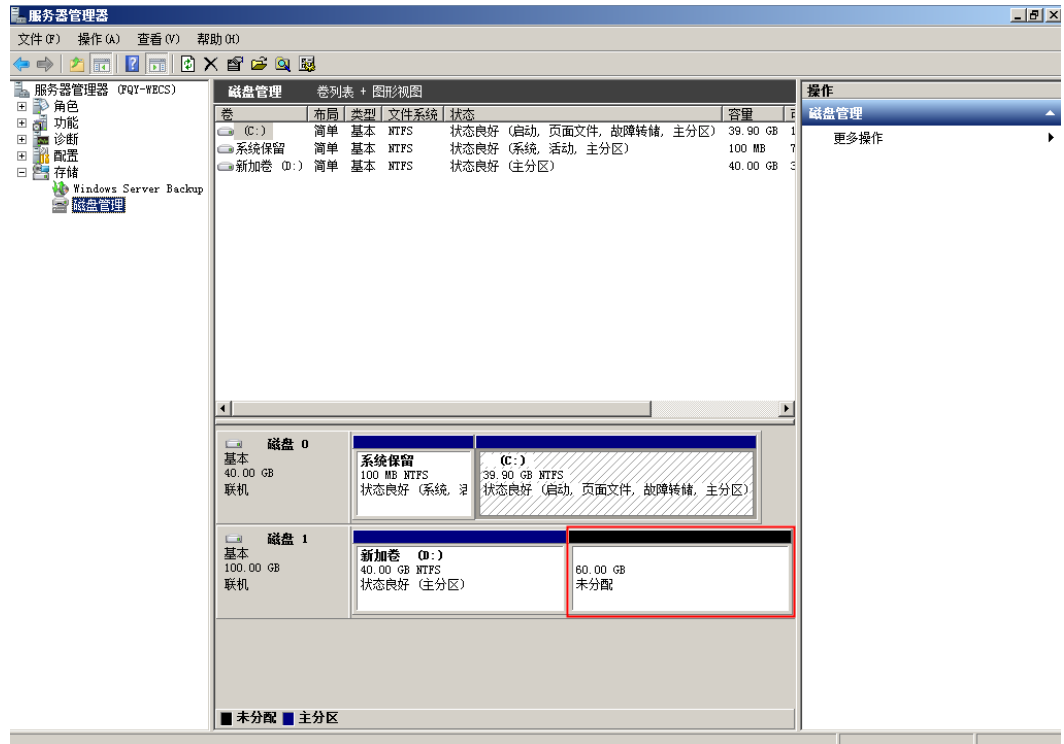 服务器管理器
文件(F) 操作(A) 查看(V) 帮助(H)
服务器管理器 (FQY-WECS)
角色
功能
诊断
配置
存储
Windows Server Backup
磁盘管理
磁盘管理 卷列表 + 图形视图
卷 布局 类型 文件系统 状态 容量
(C:) 简单 基本 NTFS 状态良好 (启动, 页面文件, 故障转储, 主分区) 39.90 GB 1
系统保留 简单 基本 NTFS 状态良好 (系统, 活动, 主分区) 100 MB 7
新加卷 (D:) 简单 基本 NTFS 状态良好 (主分区) 40.00 GB 3
磁盘 0
基本
40.00 GB
联机
系统保留
100 MB NTFS
状态良好 (系统,
(C:)
39.90 GB NTFS
状态良好 (启动, 页面文件, 故障转储, 主分区)
磁盘 1
基本
100.00 GB
联机
新加卷 (D:)
40.00 GB NTFS
状态良好 (主分区)
60.00 GB
未分配
未分配 主分区
操作
磁盘管理
更多操作